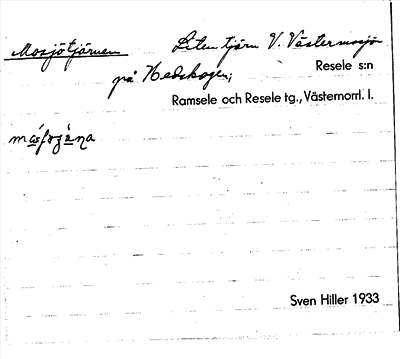 Mosjötjärnen Liten tjärn V. Västermosjö
på Hedskogen; Resele s:n
Ramsele och Resele tg., Västernorrl. l.
Sven Hiller 1933